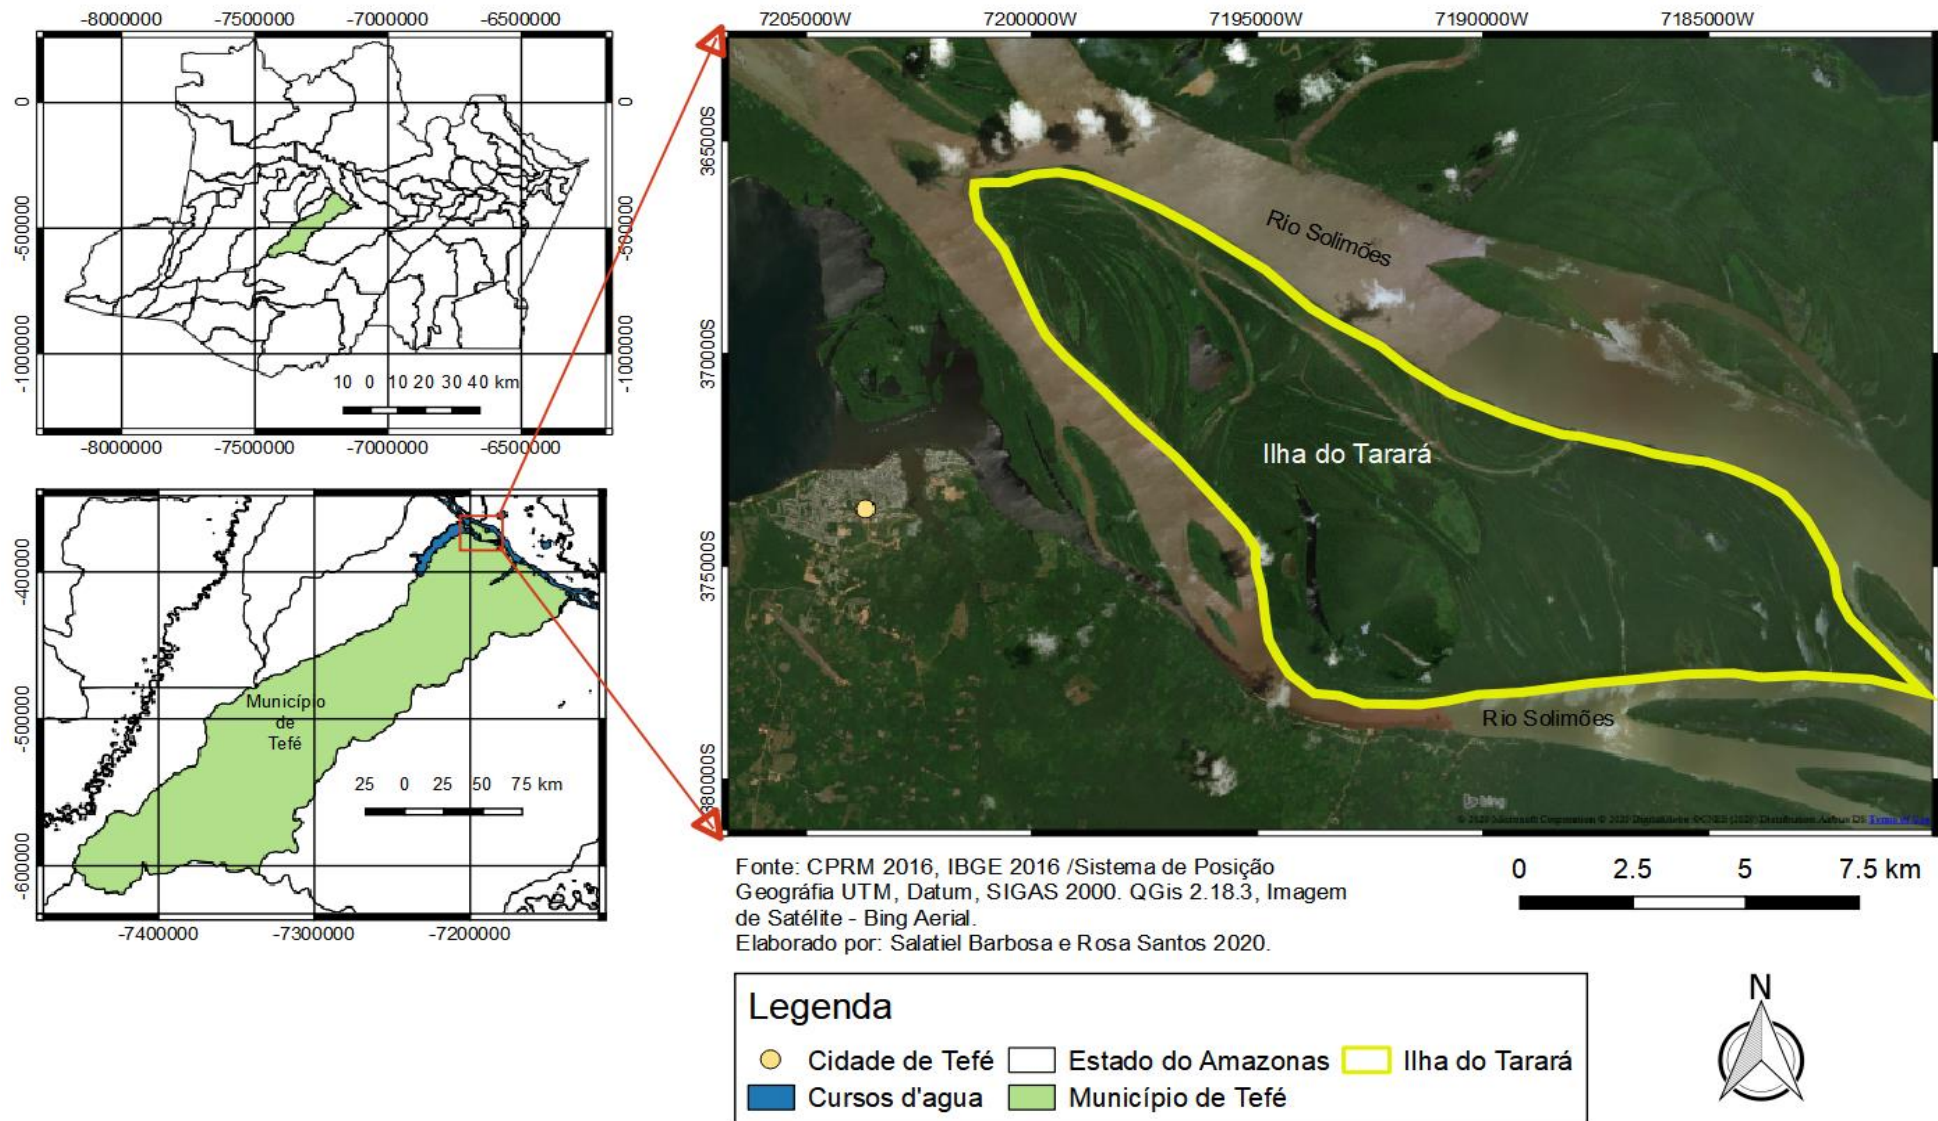 -8000000 -7500000 -7000000 -6500000
0 0
-500000 -500000
-1000000 -1000000
10 0 10 20 30 40 km
-8000000 -7500000 -7000000 -6500000
-400000
-500000
-600000
Município
de
Tefé
25 0 25 50 75 km
-7400000 -7300000 -7200000
7205000W 7200000W 7195000W 7190000W 7185000W
365000S
370000S
375000S
380000S
Rio Solimões
Ilha do Tarará
Rio Solimões
bing
Fonte: CPRM 2016, IBGE 2016 /Sistema de Posição
Geográfia UTM, Datum, SIGAS 2000. QGis 2.18.3, Imagem
de Satélite - Bing Aerial.
Elaborado por: Salatiel Barbosa e Rosa Santos 2020.
0 2.5 5 7.5 km
Legenda
Cidade de Tefé Estado do Amazonas Ilha do Tarará
Cursos d'agua Município de Tefé
N